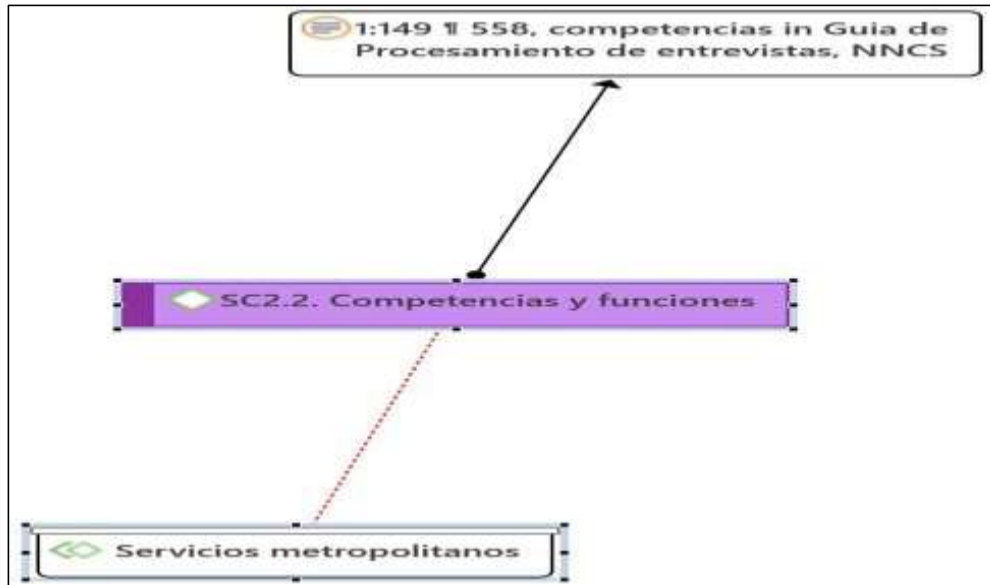 1:149 ¶ 558, competencias in Guia de
Procesamiento de entrevistas, NNCS
SC2.2. Competencias y funciones
Servicios metropolitanos